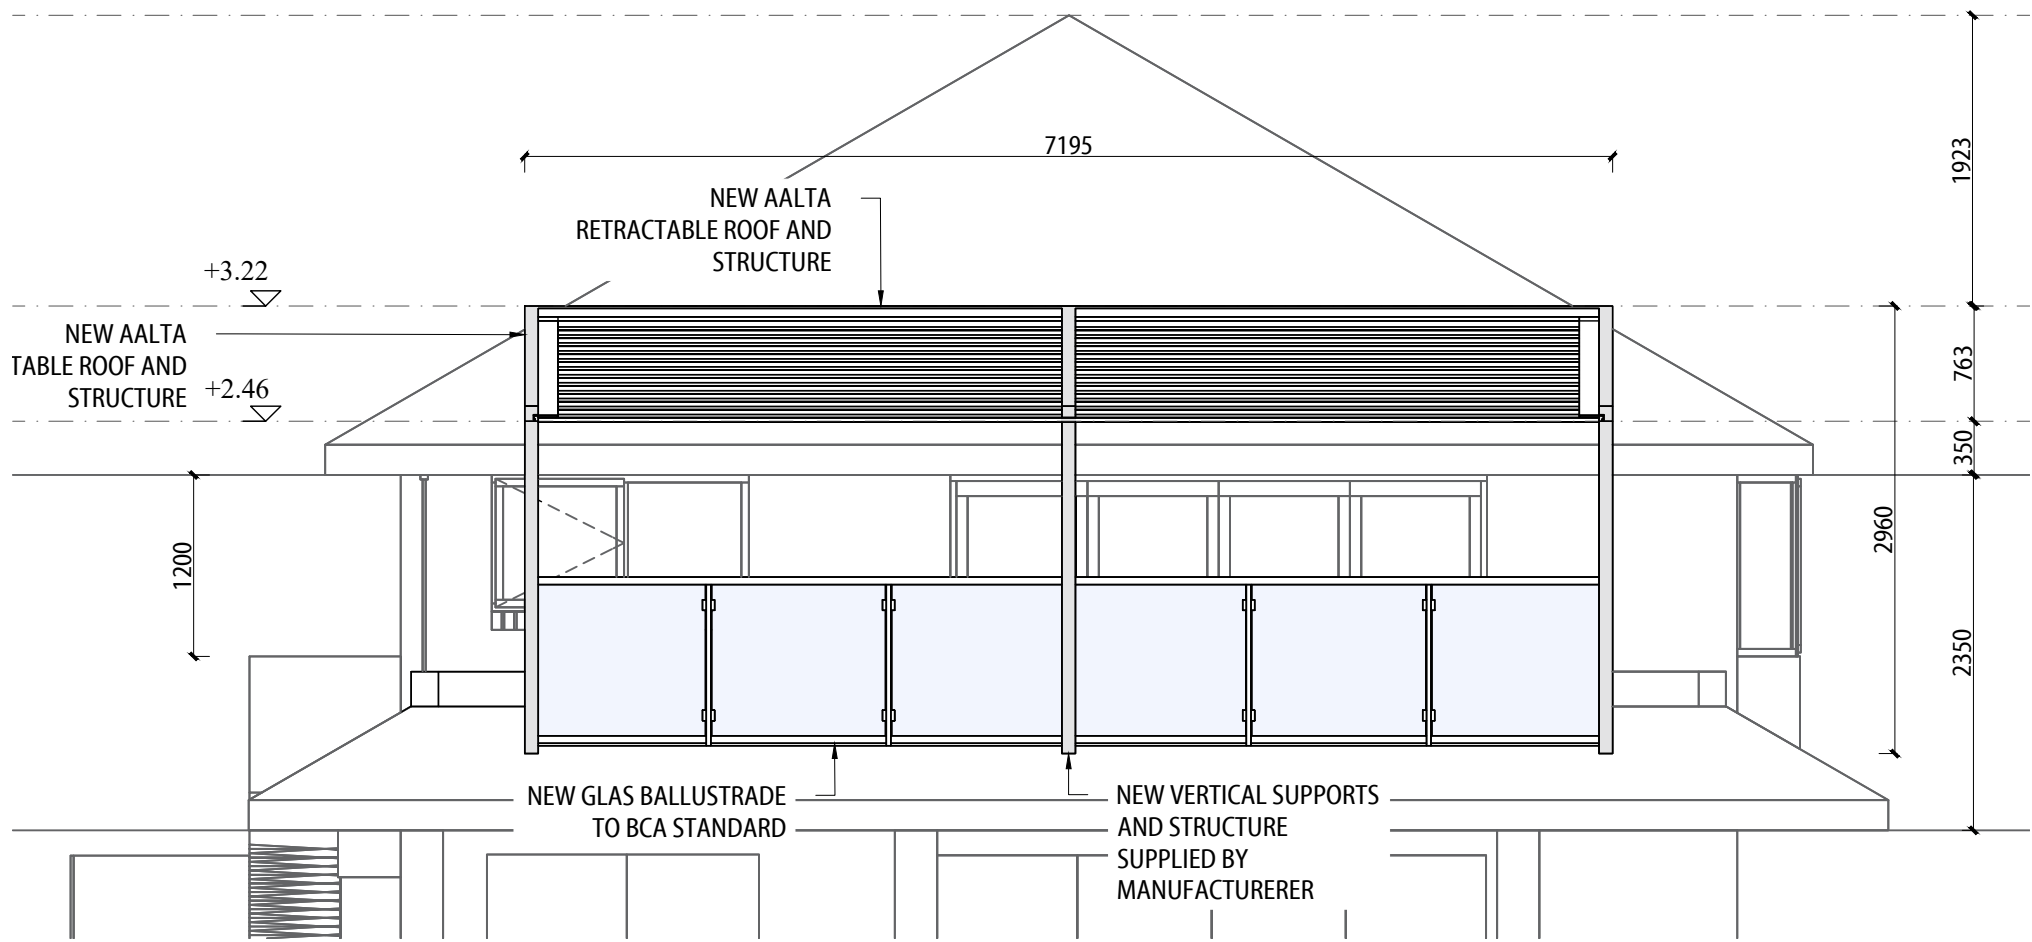 7195
1923
NEW AALTA
RETRACTABLE ROOF AND
STRUCTURE
+3.22
NEW AALTA
TABLE ROOF AND
STRUCTURE
+2.46
763
350
2960
1200
2350
NEW GLAS BALLUSTRADE
TO BCA STANDARD
NEW VERTICAL SUPPORTS
AND STRUCTURE
SUPPLIED BY
MANUFACTURERER